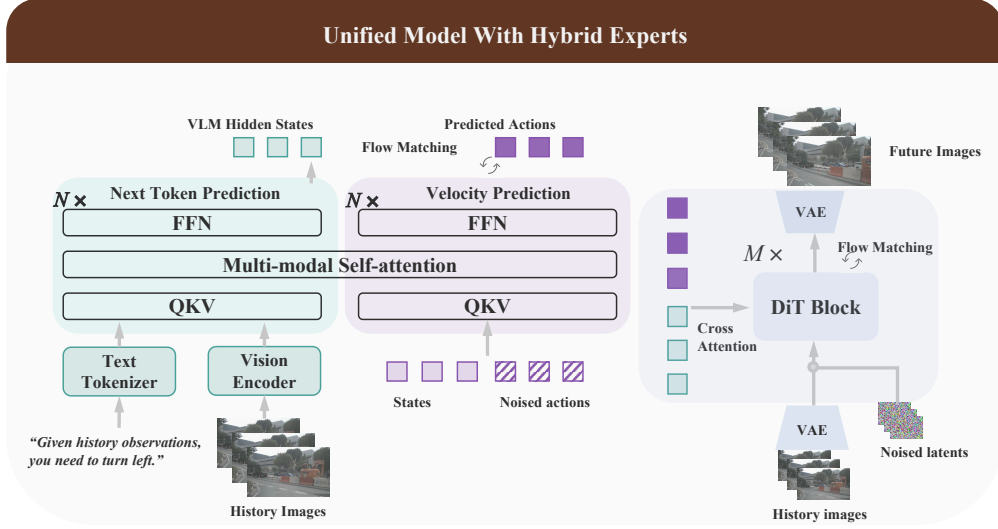 Unified Model With Hybrid Experts
VLM Hidden States
Predicted Actions
Flow Matching
N ×
Next Token Prediction
FFN
Multi-modal Self-attention
QKV
N ×
Velocity Prediction
FFN
QKV
Text
Tokenizer
Vision
Encoder
“Given history observations,
you need to turn left.”
History Images
States
Noised actions
Future Images
VAE
M ×
Flow Matching
DiT Block
Cross
Attention
VAE
Noised latents
History images